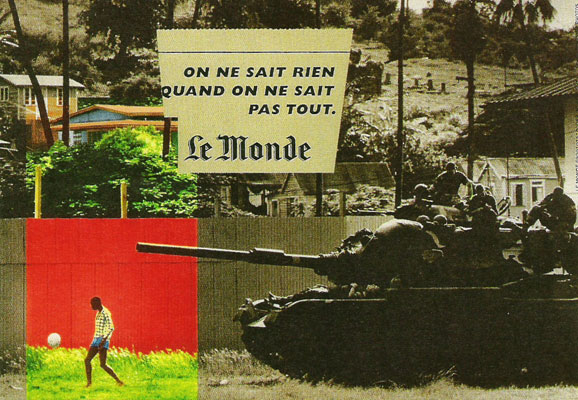 ON NE SAIT RIEN
QUAND ON NE SAIT
PAS TOUT.
Le Monde